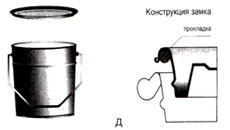 Конструкция замка
прокладка
Д